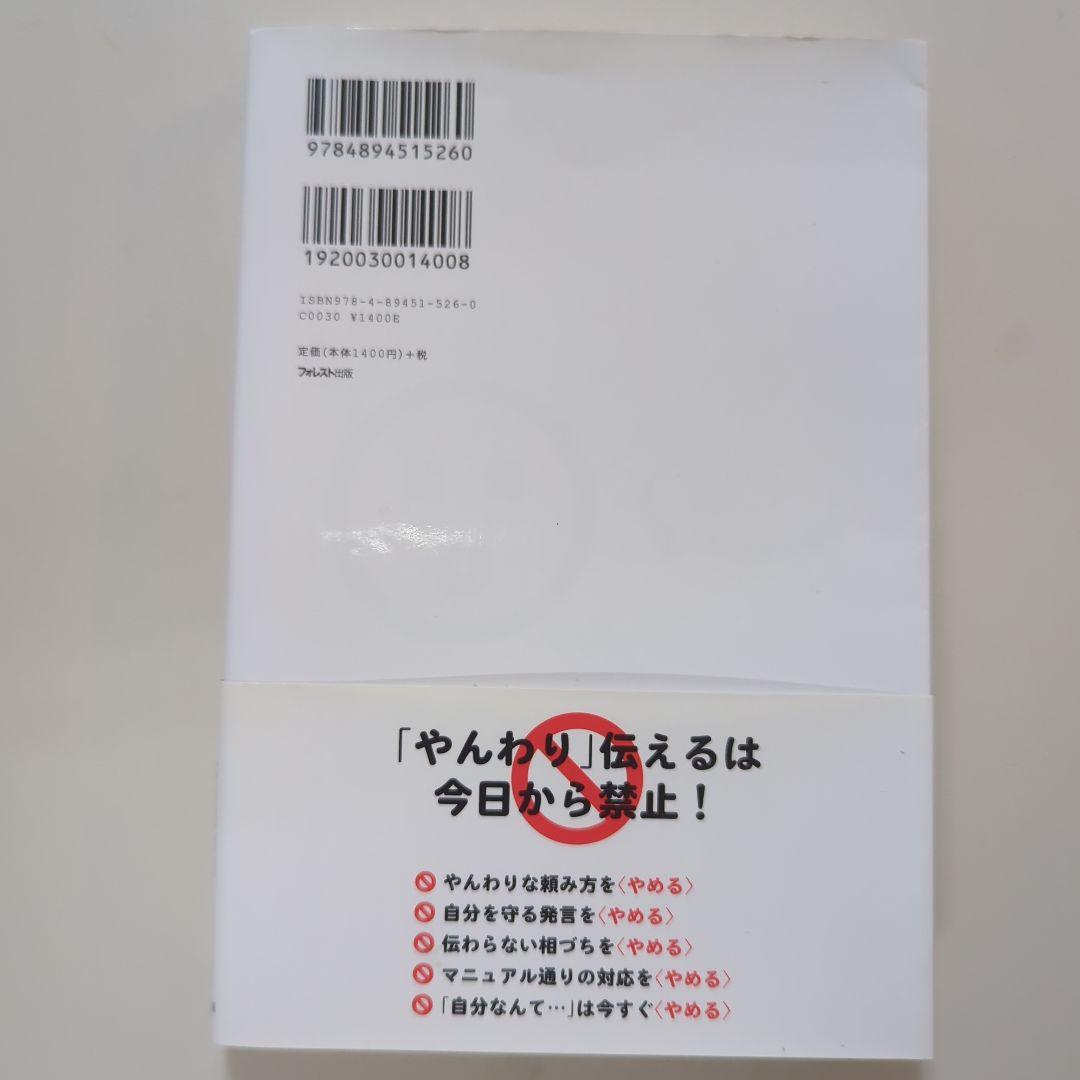 9784894515260
1920030014008
ISBN978-4-89451-526-0
C0030 ¥1400E
定価(本体1400円)+税
フォレスト出版
「やんわり」伝えるは
今日から禁止!
やんわりな頼み方を〈やめる〉
自分を守る発言を〈やめる〉
伝わらない相づちを〈やめる〉
マニュアル通りの対応を〈やめる〉
「自分なんて…」は今すぐ〈やめる〉